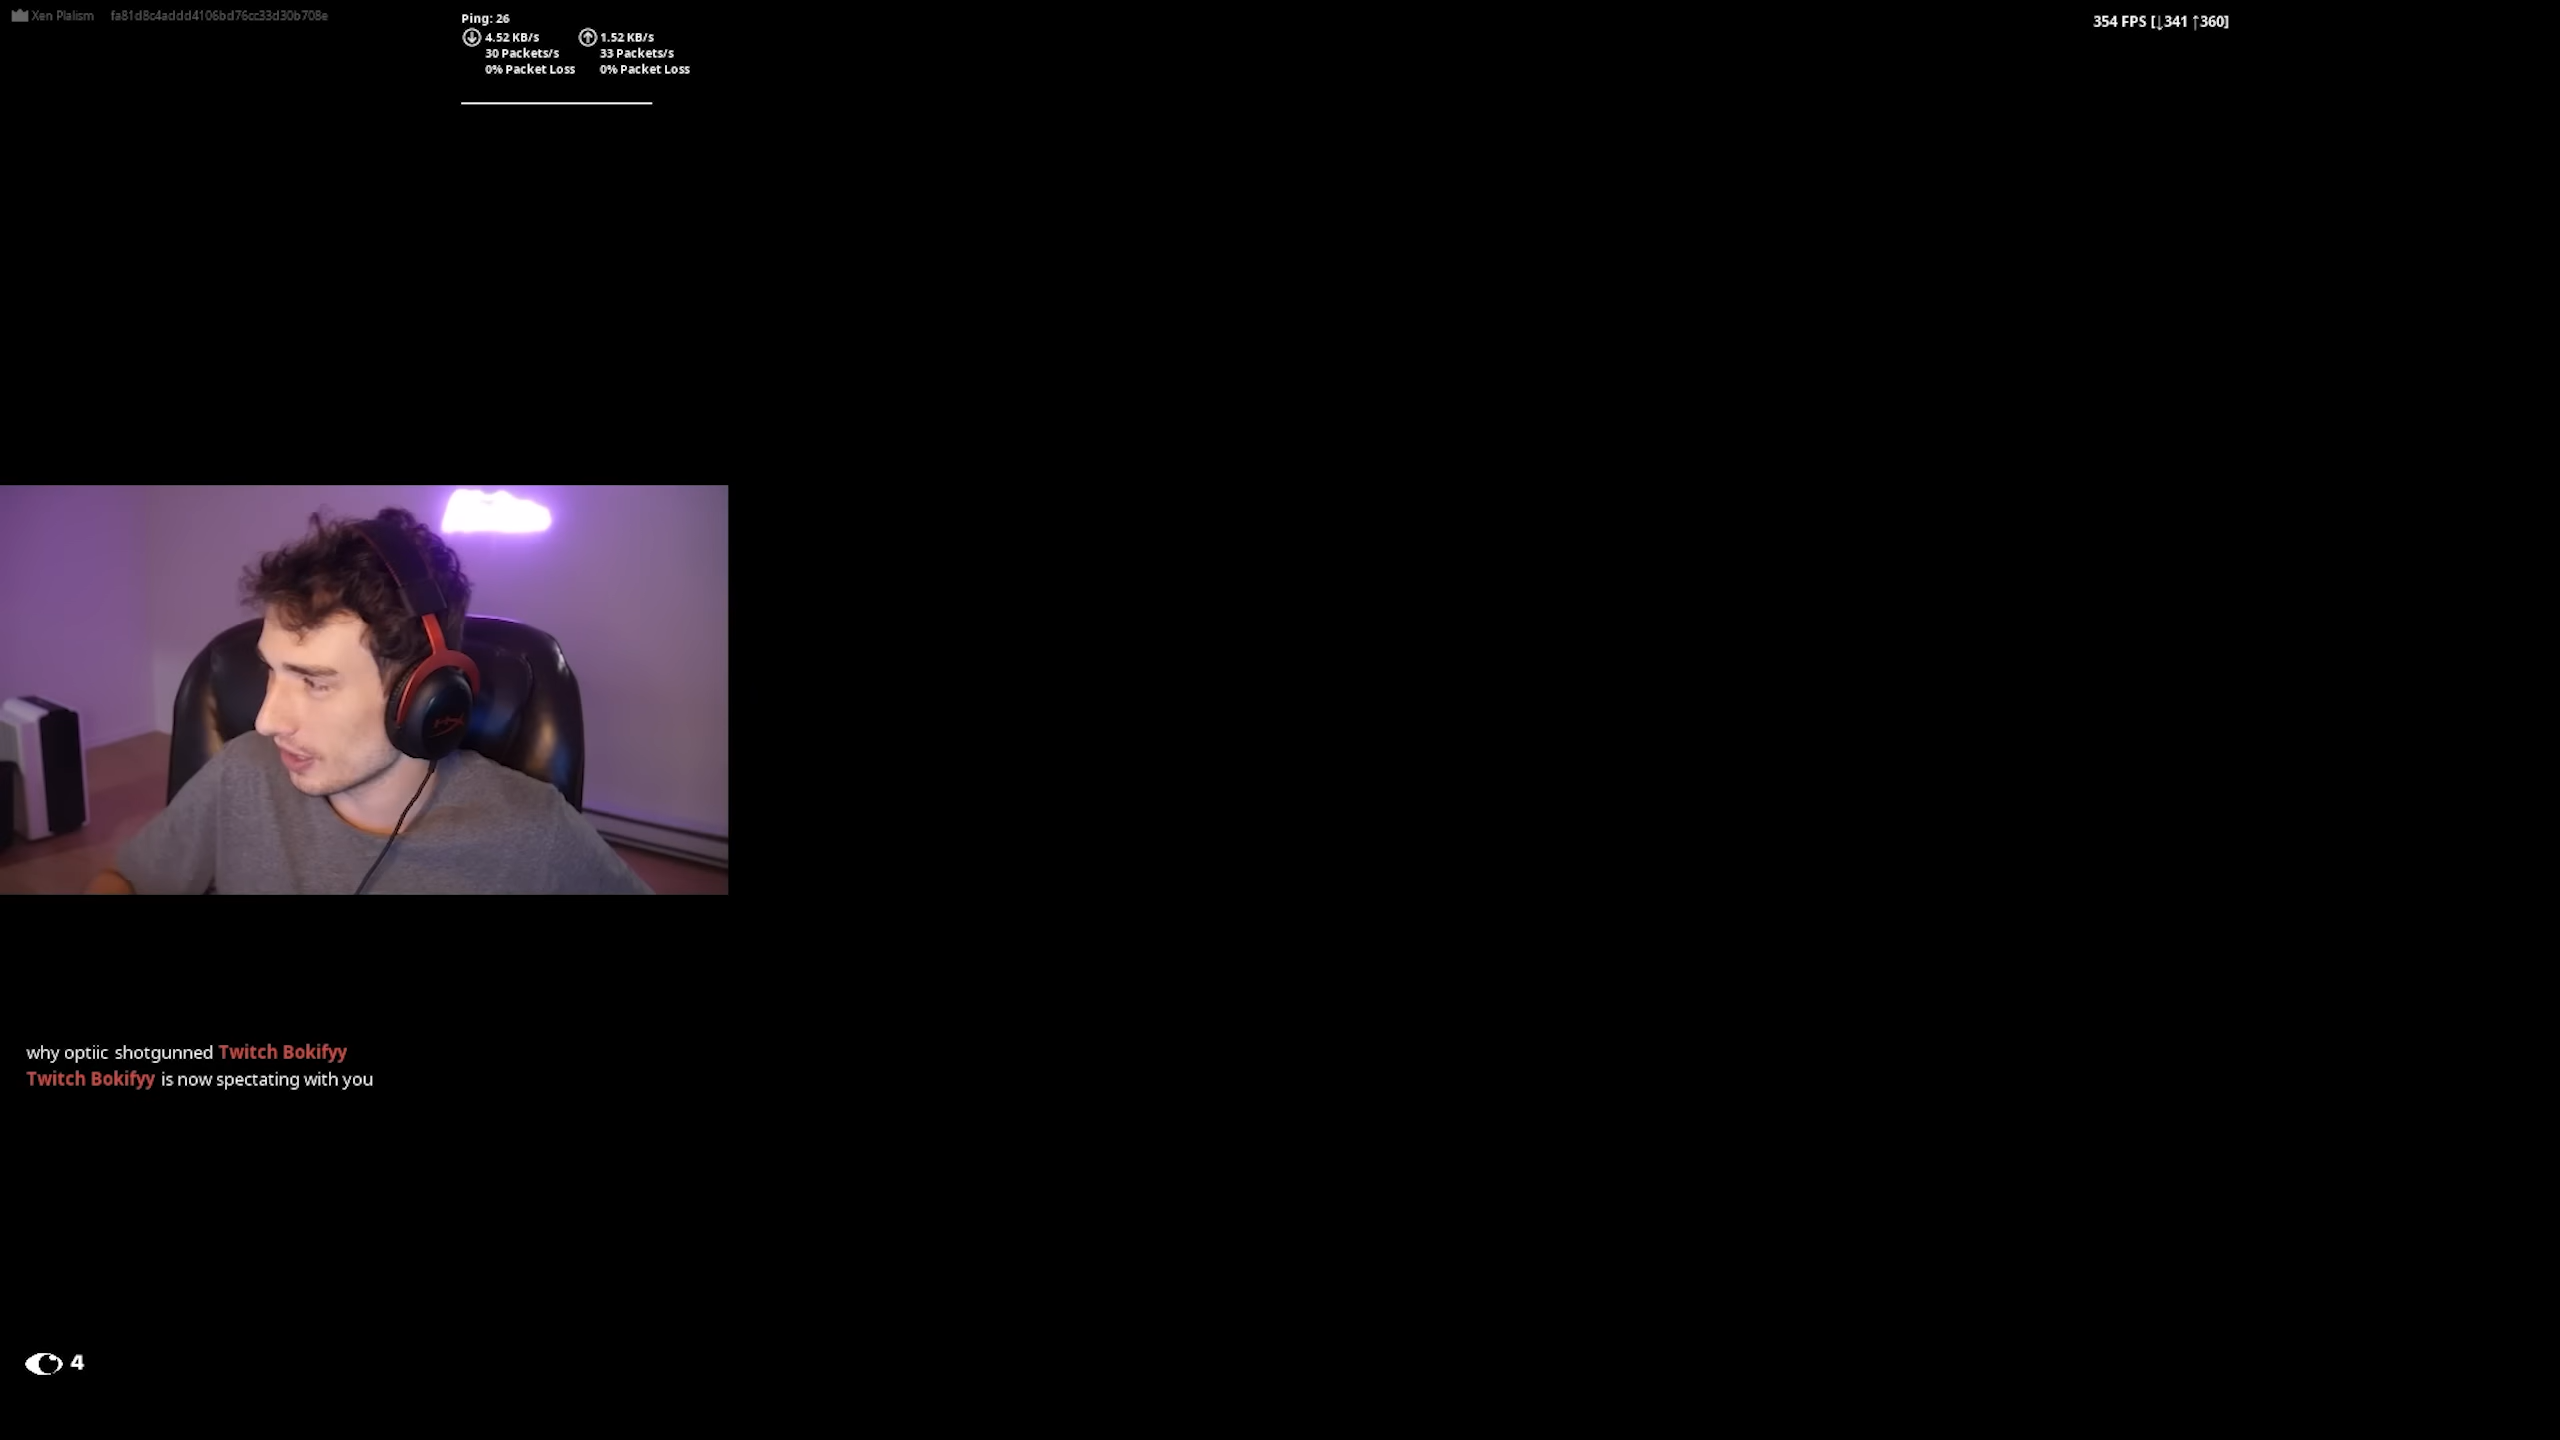 Xen Plalism fa81d8c4addd4106bd76cc33d30b708e
Ping: 26
4.52 KB/s 1.52 KB/s
30 Packets/s 33 Packets/s
0% Packet Loss 0% Packet Loss
354 FPS [↓341 ↑360]
why optiic shotgunned Twitch Bokifyy
Twitch Bokifyy is now spectating with you
4